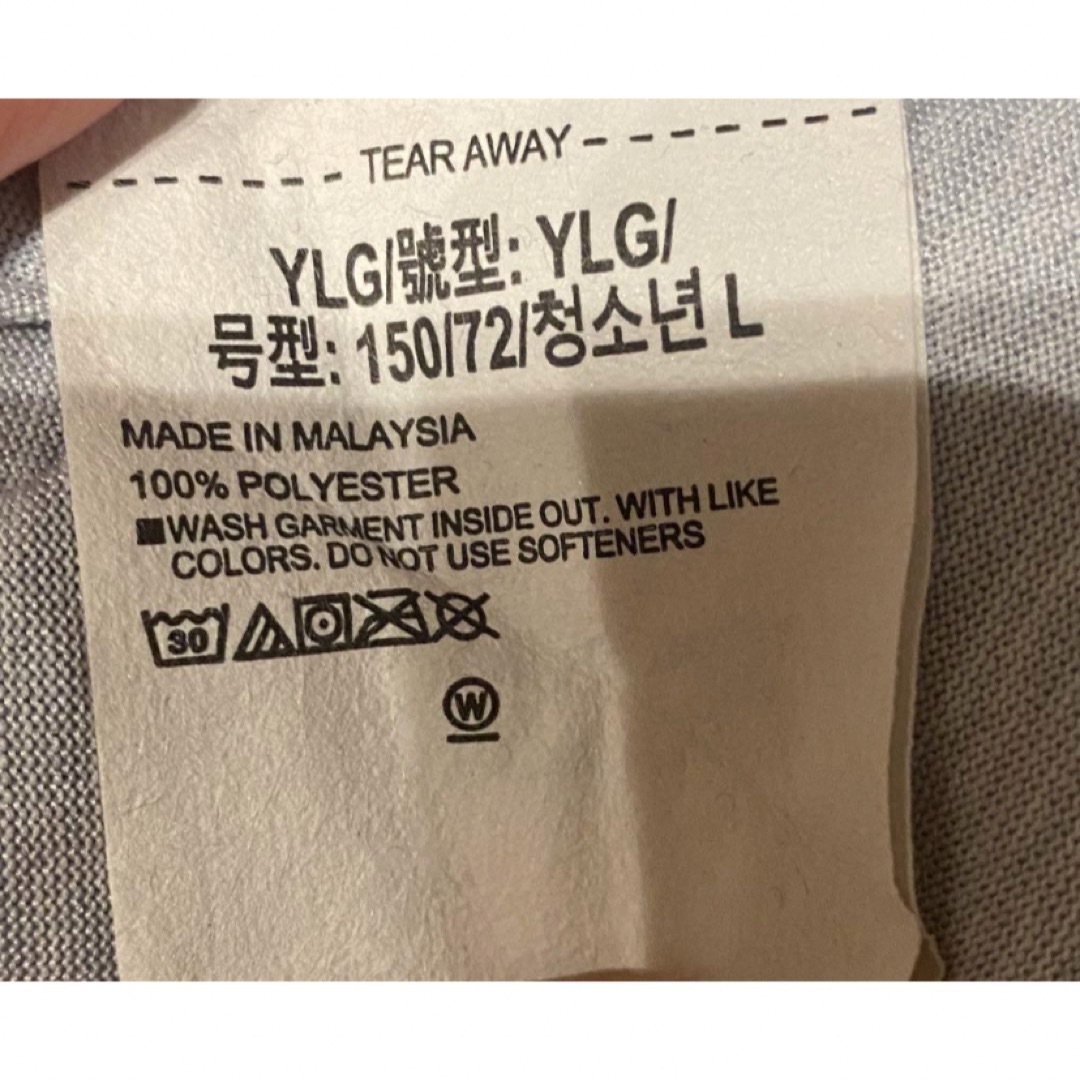 TEAR AWAY
YLG/號型: YLG/
号型: 150/72/청소년 L
MADE IN MALAYSIA
100% POLYESTER
WASH GARMENT INSIDE OUT. WITH LIKE
COLORS. DO NOT USE SOFTENERS
30
W